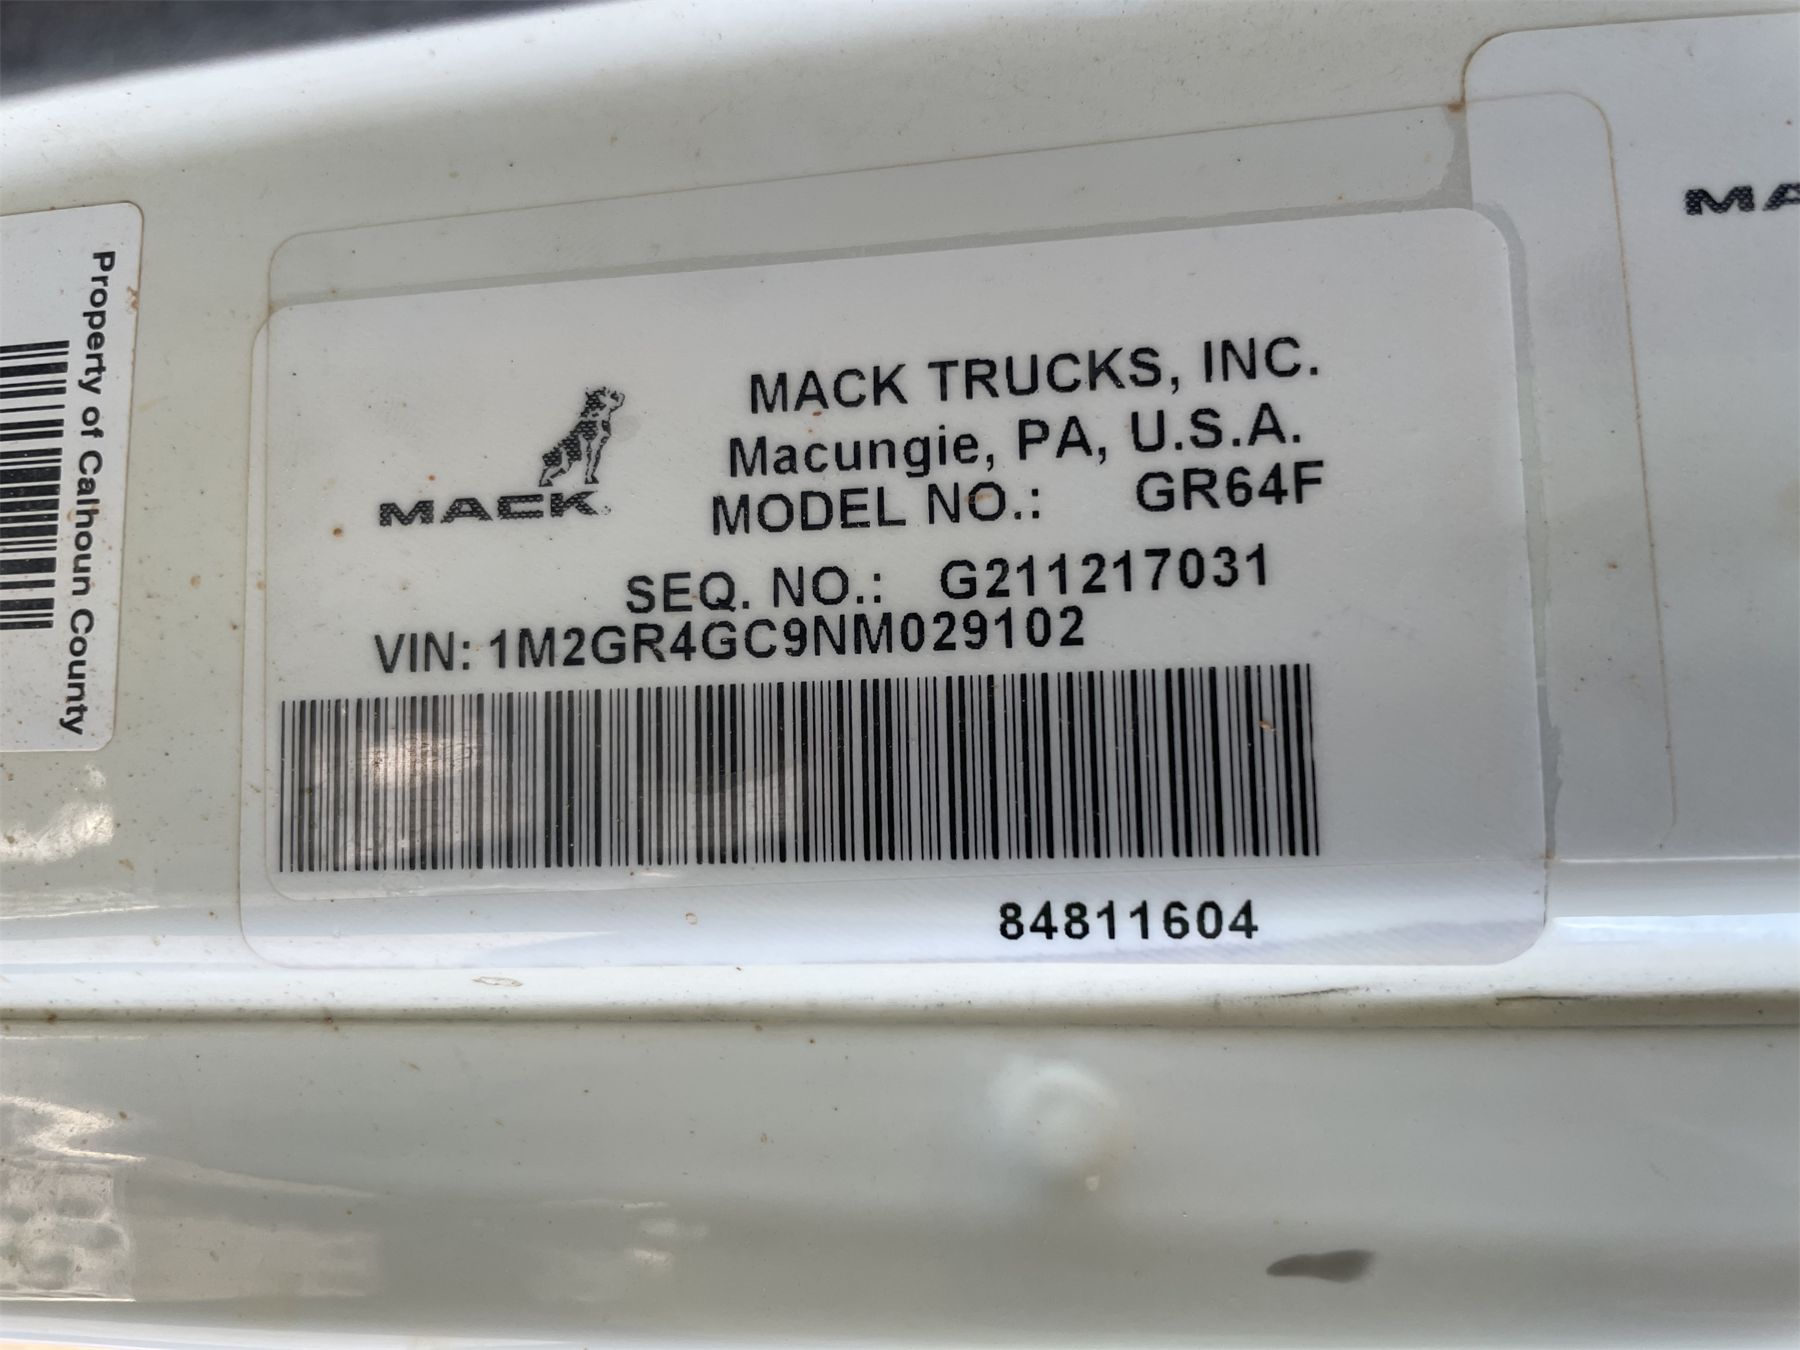 Property of Calhoun County
MACK
MACK TRUCKS, INC.
Macungie, PA, U.S.A.
MODEL NO.: GR64F
SEQ. NO.: G211217031
VIN: 1M2GR4GC9NM029102
84811604
MA